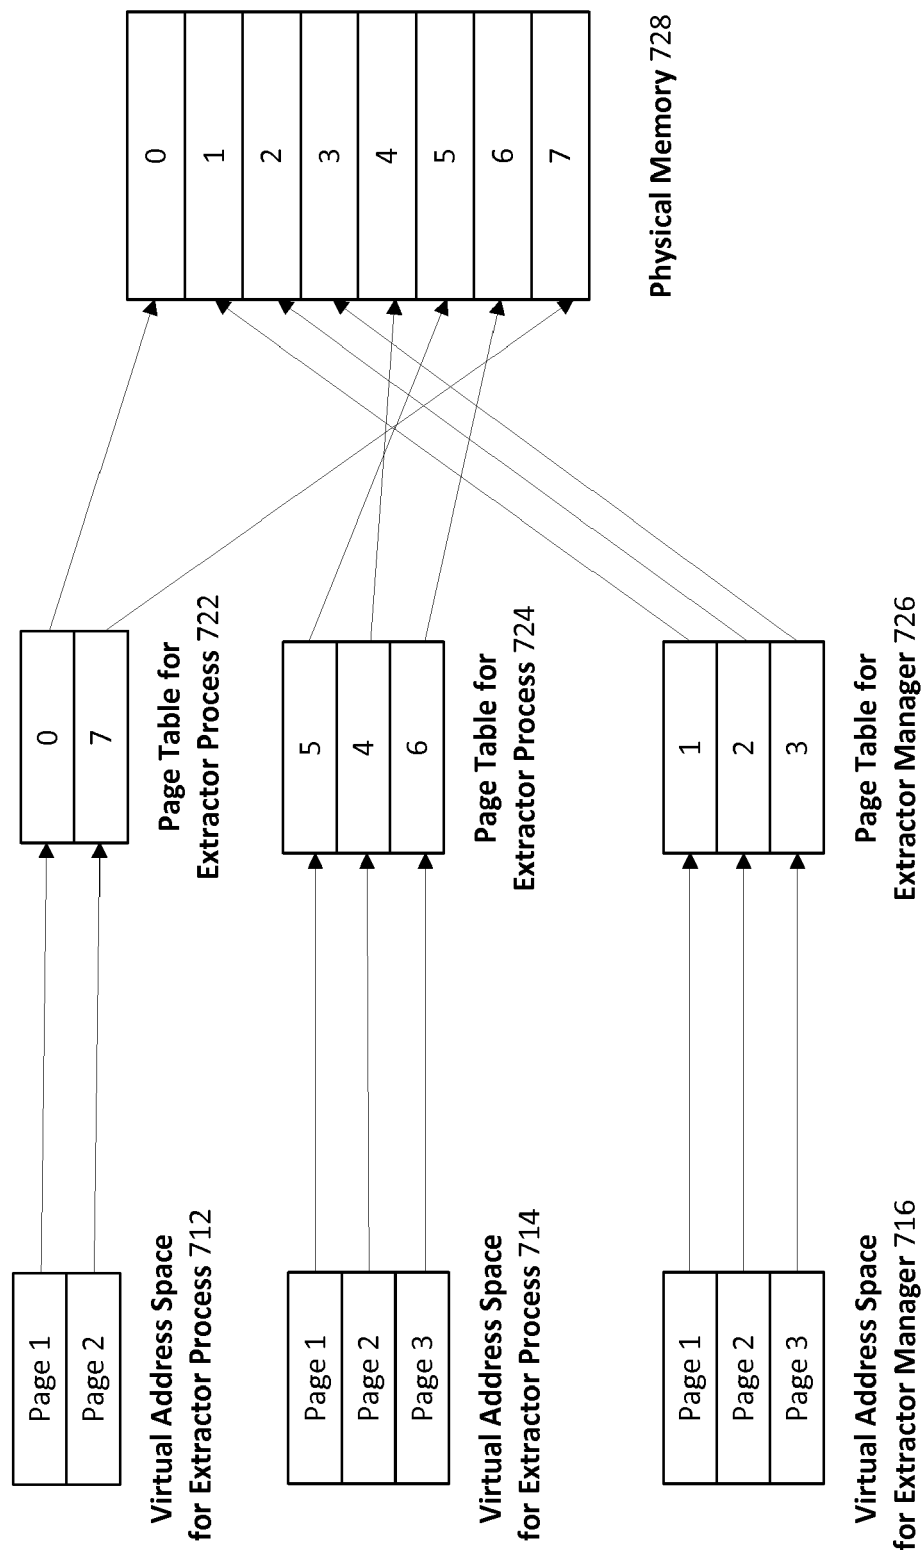 Page 1
Page 2
Virtual Address Space
for Extractor Process 712
0
7
Page Table for
Extractor Process 722
Page 1
Page 2
Page 3
Virtual Address Space
for Extractor Process 714
5
4
6
Page Table for
Extractor Process 724
Page 1
Page 2
Page 3
Virtual Address Space
for Extractor Manager 716
1
2
3
Page Table for
Extractor Manager 726
0
1
2
3
4
5
6
7
Physical Memory 728